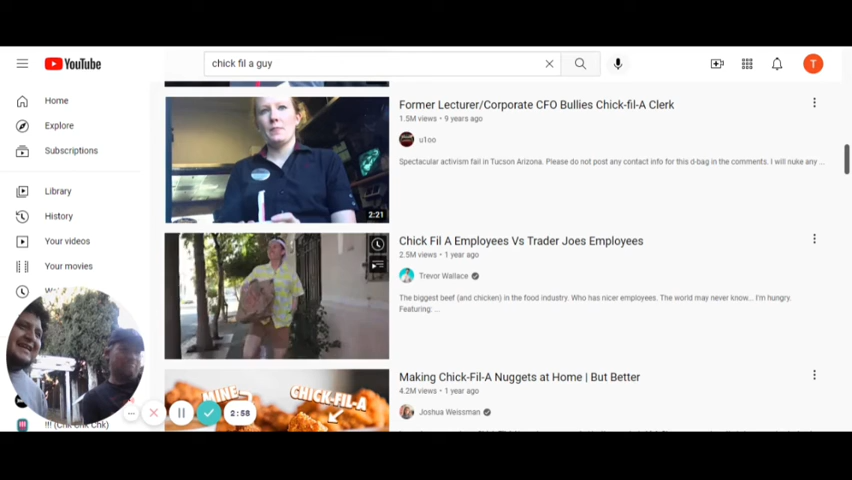 YouTube
chick fil a guy
T
Home
Explore
Subscriptions
Library
History
Your videos
Your movies
!!! (Chk Chk Chk)
2:58
2:21
Former Lecturer/Corporate CFO Bullies Chick-fil-A Clerk
1.5M views • 9 years ago
u1oo
Spectacular activism fail in Tucson Arizona. Please do not post any contact info for this d-bag in the comments. I will nuke any ...
Chick Fil A Employees Vs Trader Joes Employees
2.5M views • 1 year ago
Trevor Wallace
The biggest beef (and chicken) in the food industry. Who has nicer employees. The world may never know... I'm hungry.
Featuring: ...
MINE
CHICK-FIL-A
Making Chick-Fil-A Nuggets at Home | But Better
4.2M views • 1 year ago
Joshua Weissman